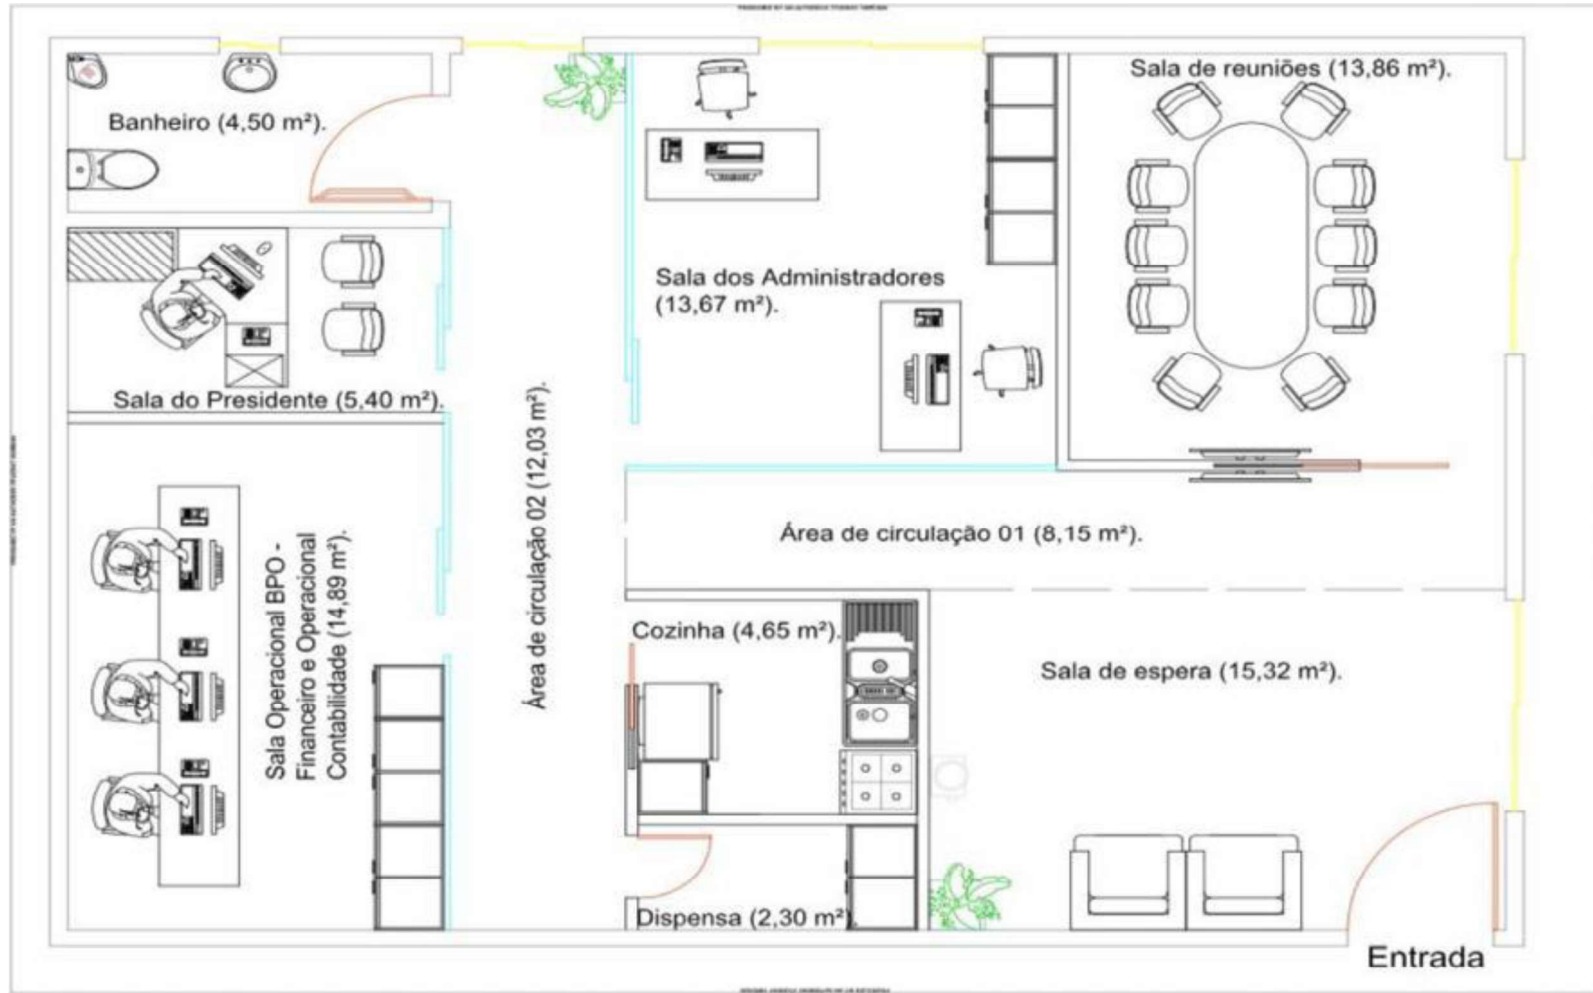 Banheiro (4,50 m²).
Sala de reuniões (13,86 m²).
Sala dos Administradores
(13,67 m²).
Sala do Presidente (5,40 m²).
Área de circulação 02 (12,03 m²).
Área de circulação 01 (8,15 m²).
Sala Operacional BPO -
Financeiro e Operacional
Contabilidade (14,89 m²).
Cozinha (4,65 m²).
Sala de espera (15,32 m²).
Dispensa (2,30 m²).
Entrada